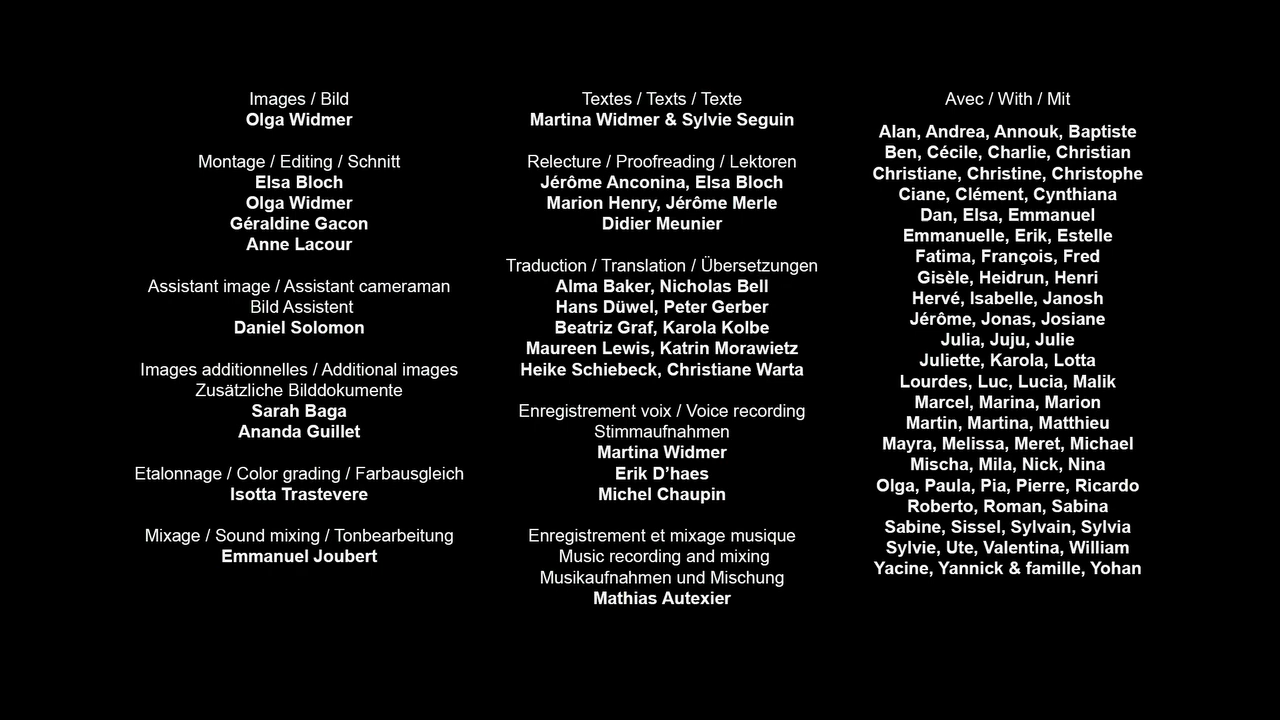 Images / Bild
Olga Widmer
Montage / Editing / Schnitt
Elsa Bloch
Olga Widmer
Géraldine Gacon
Anne Lacour
Assistant image / Assistant cameraman
Bild Assistent
Daniel Solomon
Images additionnelles / Additional images
Zusätzliche Bilddokumente
Sarah Baga
Ananda Guillet
Etalonnage / Color grading / Farbausgleich
Isotta Trastevere
Mixage / Sound mixing / Tonbearbeitung
Emmanuel Joubert
Textes / Texts / Texte
Martina Widmer & Sylvie Seguin
Relecture / Proofreading / Lektoren
Jérôme Anconina, Elsa Bloch
Marion Henry, Jérôme Merle
Didier Meunier
Traduction / Translation / Übersetzungen
Alma Baker, Nicholas Bell
Hans Düwel, Peter Gerber
Beatriz Graf, Karola Kolbe
Maureen Lewis, Katrin Morawietz
Heike Schiebeck, Christiane Warta
Enregistrement voix / Voice recording
Stimmaufnahmen
Martina Widmer
Erik D’haes
Michel Chaupin
Enregistrement et mixage musique
Music recording and mixing
Musikaufnahmen und Mischung
Mathias Autexier
Avec / With / Mit
Alan, Andrea, Annouk, Baptiste
Ben, Cécile, Charlie, Christian
Christiane, Christine, Christophe
Ciane, Clément, Cynthiana
Dan, Elsa, Emmanuel
Emmanuelle, Erik, Estelle
Fatima, François, Fred
Gisèle, Heidrun, Henri
Hervé, Isabelle, Janosh
Jérôme, Jonas, Josiane
Julia, Juju, Julie
Juliette, Karola, Lotta
Lourdes, Luc, Lucia, Malik
Marcel, Marina, Marion
Martin, Martina, Matthieu
Mayra, Melissa, Meret, Michael
Mischa, Mila, Nick, Nina
Olga, Paula, Pia, Pierre, Ricardo
Roberto, Roman, Sabina
Sabine, Sissel, Sylvain, Sylvia
Sylvie, Ute, Valentina, William
Yacine, Yannick & famille, Yohan